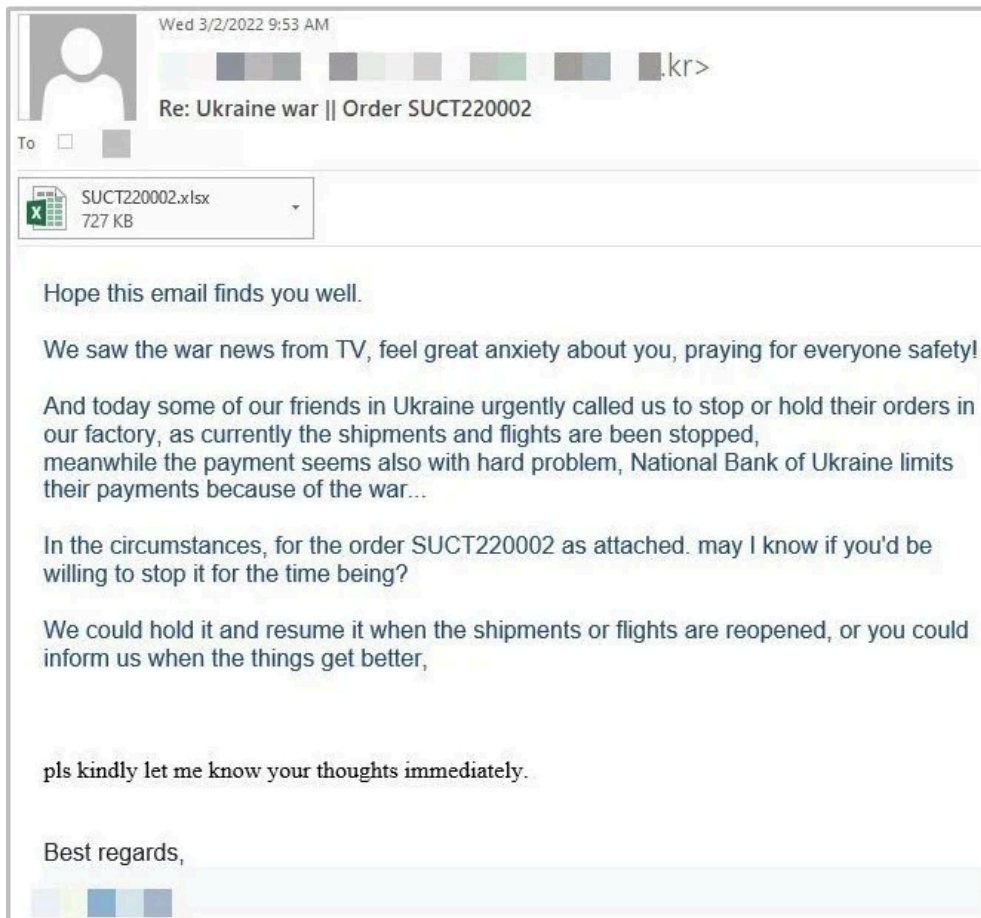 Wed 3/2/2022 9:53 AM
.kr>
Re: Ukraine war || Order SUCT220002
To
SUCT220002.xlsx
727 KB
Hope this email finds you well.
We saw the war news from TV, feel great anxiety about you, praying for everyone safety!
And today some of our friends in Ukraine urgently called us to stop or hold their orders in
our factory, as currently the shipments and flights are been stopped,
meanwhile the payment seems also with hard problem, National Bank of Ukraine limits
their payments because of the war...
In the circumstances, for the order SUCT220002 as attached. may I know if you'd be
willing to stop it for the time being?
We could hold it and resume it when the shipments or flights are reopened, or you could
inform us when the things get better,
pls kindly let me know your thoughts immediately.
Best regards,